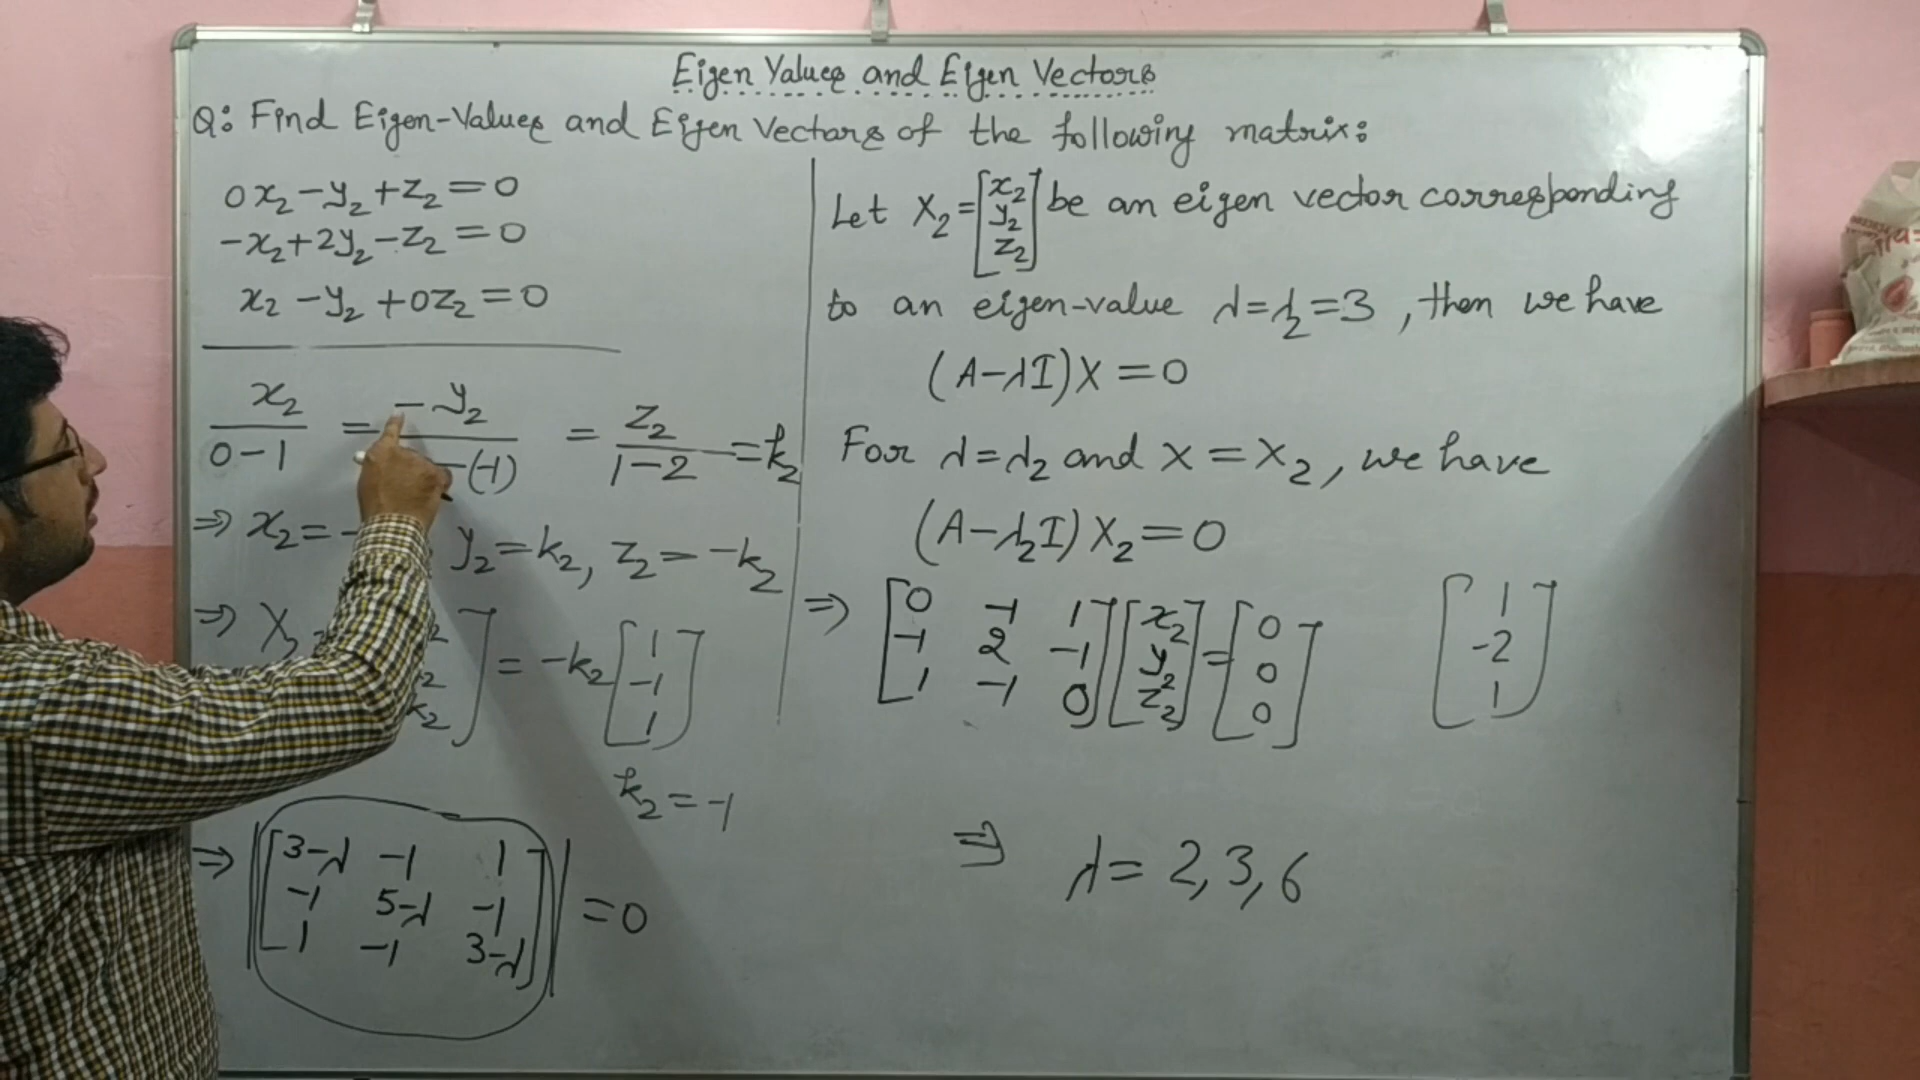 Eigen Values and Eigen Vectors
Q: Find Eigen-Values and Eigen Vectors of the following matrix:
0x₂-y₂+z₂=0
-x₂+2y₂-z₂=0
x₂-y₂+0z₂=0
x₂ = -y₂ = z₂ =k₂
0-1 -(-1) 1-2
⇒ x₂=- y₂=k₂, z₂=-k₂
⇒ X₂ = -k₂ [1
-1
1]
k₂=-1
⇒ |[3-λ -1 1
-1 5-λ -1
1 -1 3-λ]| =0
Let X₂=[x₂
y₂
z₂] be an eigen vector corresponding
to an eigen-value λ=λ₂=3, then we have
(A-λI)X=0
For λ=λ₂ and X=X₂, we have
(A-λ₂I)X₂=0
⇒ [0 -1 1] [x₂] = [0]
[-1 2 -1] [y₂] [0]
[1 -1 0] [z₂] [0]
[1
-2
1]
⇒ λ= 2,3,6